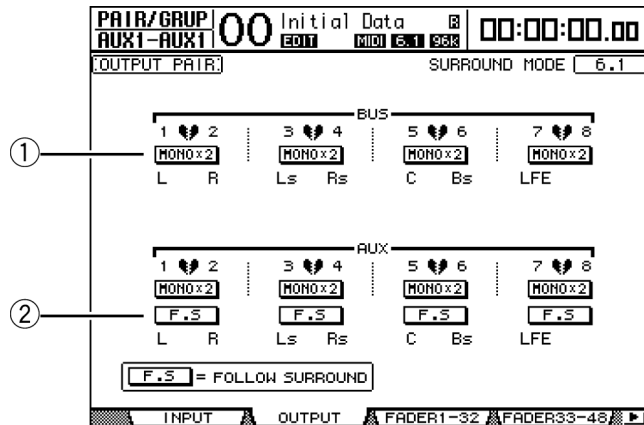 PAIR/GRUP
AUX1-AUX1
00 Initial Data R
EDIT MIDI 6.1 96k
00:00:00.00
OUTPUT PAIR
SURROUND MODE 6.1
BUS
1 2 3 4 5 6 7 8
① MONO×2 MONO×2 MONO×2 MONO×2
L R Ls Rs C Bs LFE
AUX
1 2 3 4 5 6 7 8
MONO×2 MONO×2 MONO×2 MONO×2
② F.S F.S F.S F.S
L R Ls Rs C Bs LFE
F.S = FOLLOW SURROUND
INPUT OUTPUT FADER1-32 FADER33-48